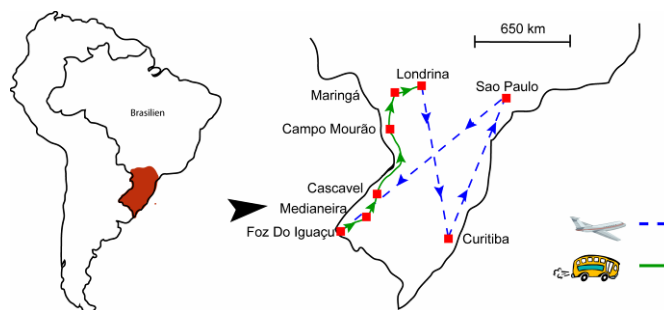 650 km
Londrina
Sao Paulo
Maringá
Brasilien
Campo Mourão
Cascavel
Medianeira
Foz Do Iguaçu
Curitiba